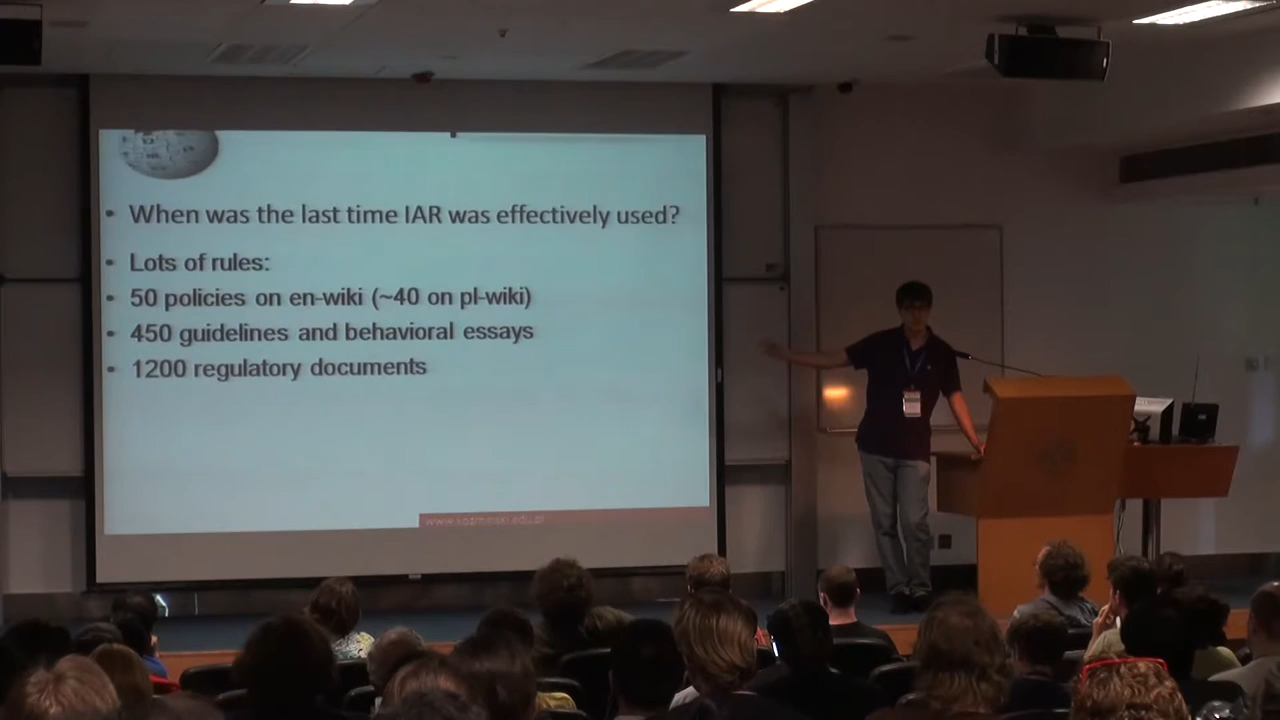 • When was the last time IAR was effectively used?
• Lots of rules:
• 50 policies on en-wiki (~40 on pl-wiki)
• 450 guidelines and behavioral essays
• 1200 regulatory documents
www.kozminski.edu.pl